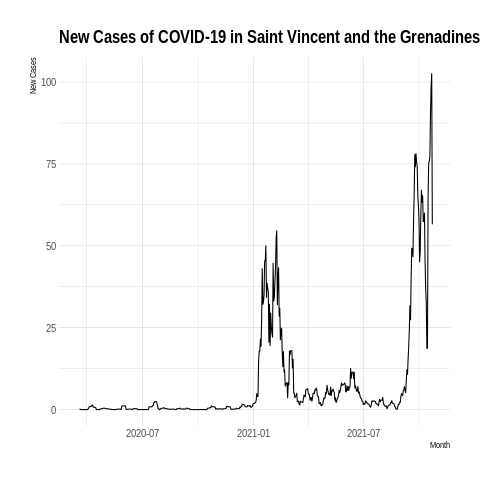 New Cases of COVID-19 in Saint Vincent and the Grenadines
New Cases
100
75
50
25
0
2020-07
2021-01
2021-07
Month